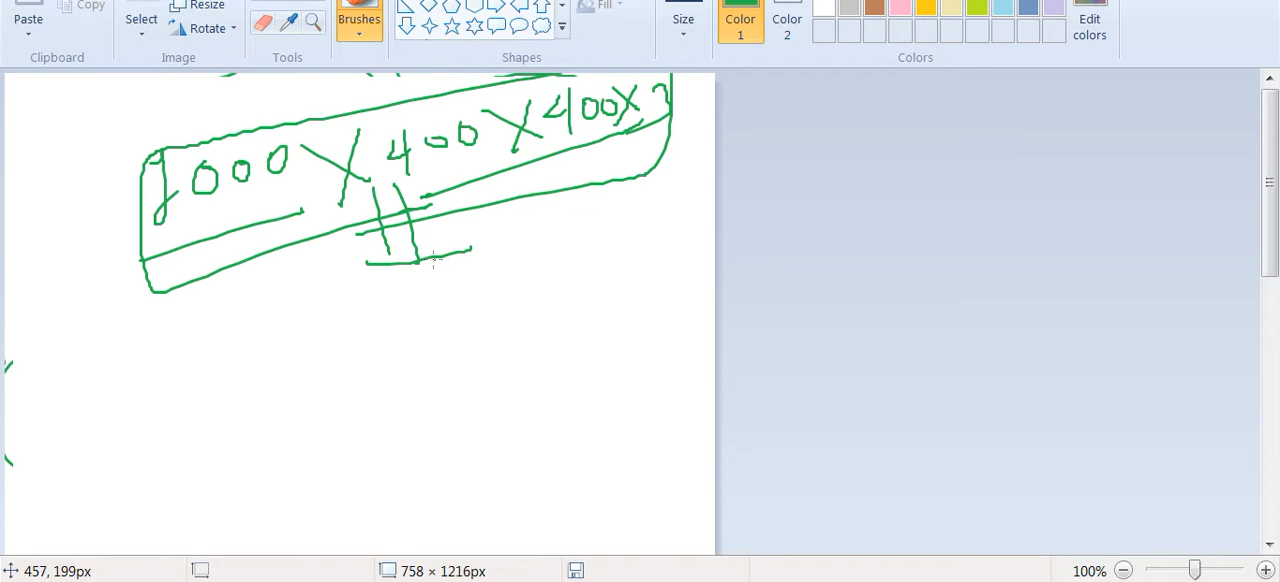 Paste
Copy
Clipboard
Select
Resize
Rotate
Image
Tools
Brushes
Shapes
Fill
Size
Color
1
Color
2
Edit
colors
Colors
1000 X 400 X 400 X
457, 199px
758 × 1216px
100%